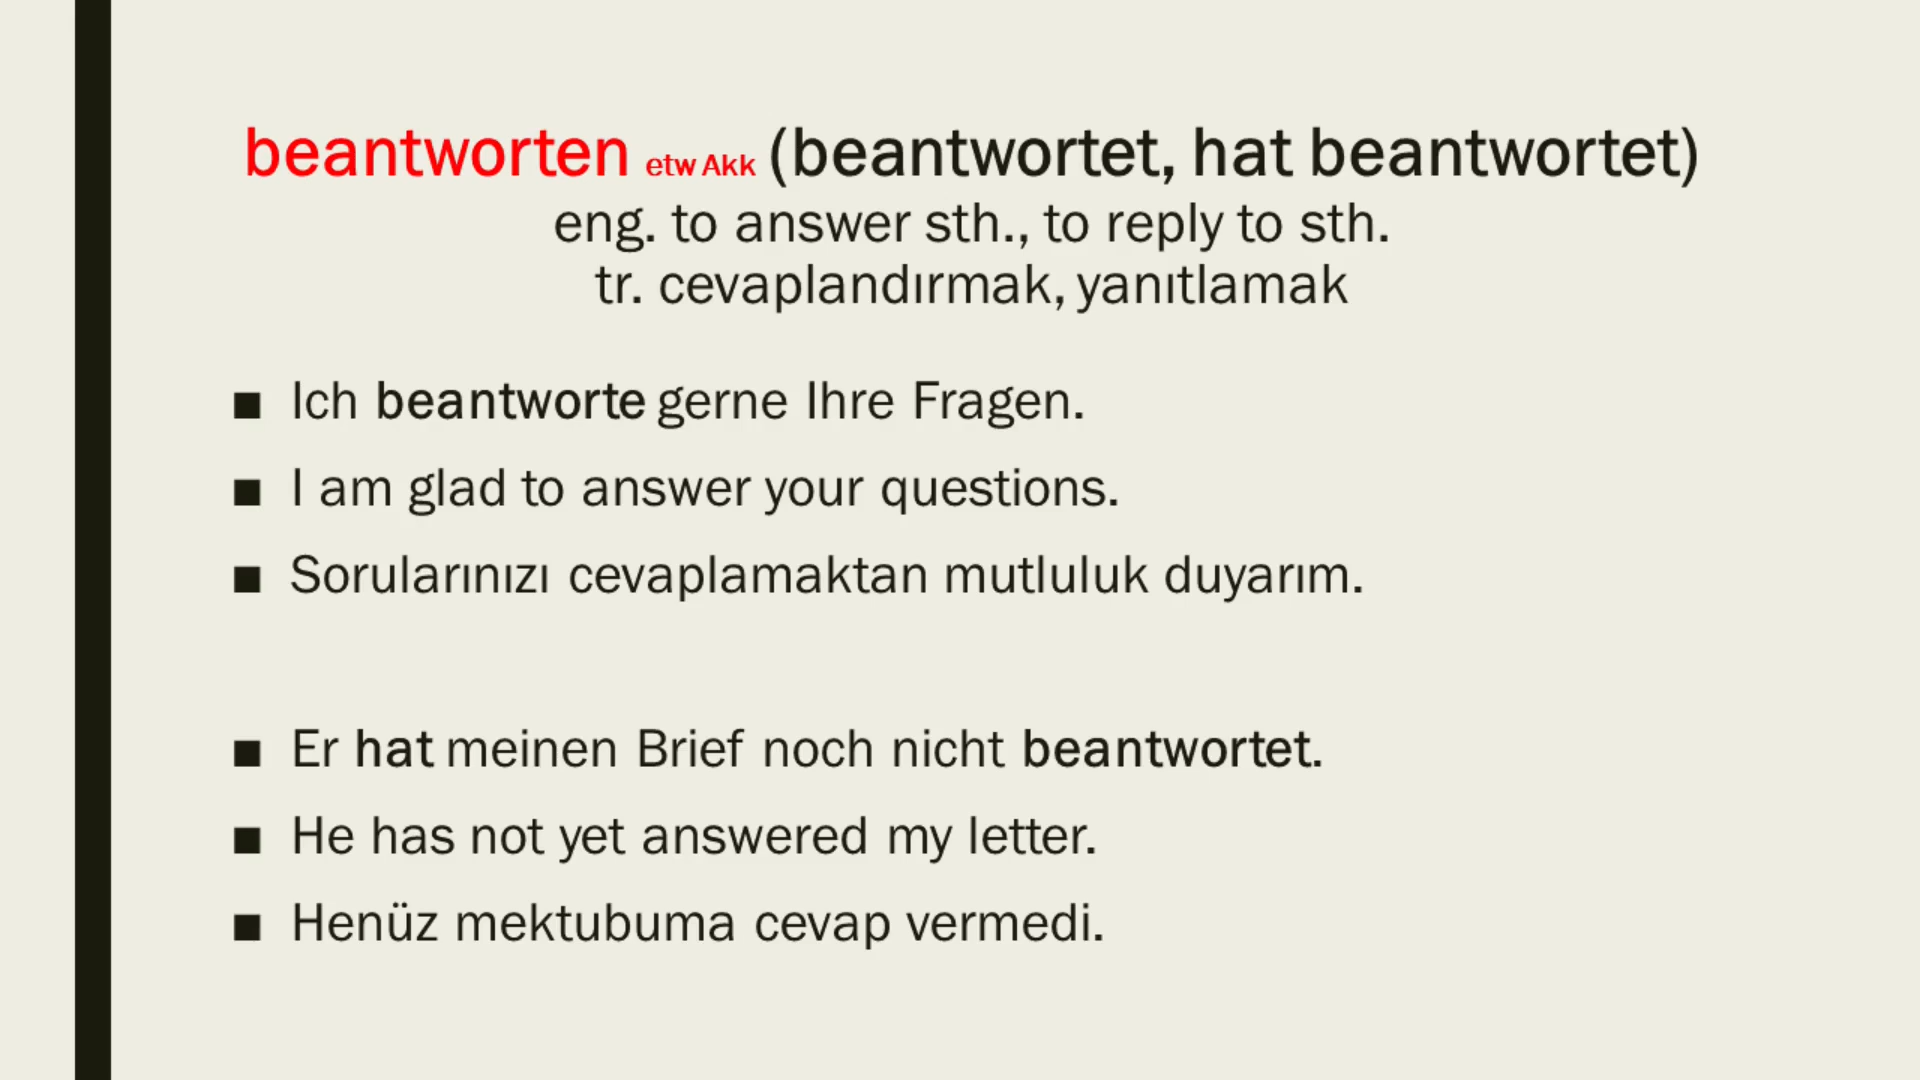 beantworten etw Akk (beantwortet, hat beantwortet)
eng. to answer sth., to reply to sth.
tr. cevaplandırmak, yanıtlamak
■ Ich beantworte gerne Ihre Fragen.
■ I am glad to answer your questions.
■ Sorularınızı cevaplamaktan mutluluk duyarım.
■ Er hat meinen Brief noch nicht beantwortet.
■ He has not yet answered my letter.
■ Henüz mektubuma cevap vermedi.